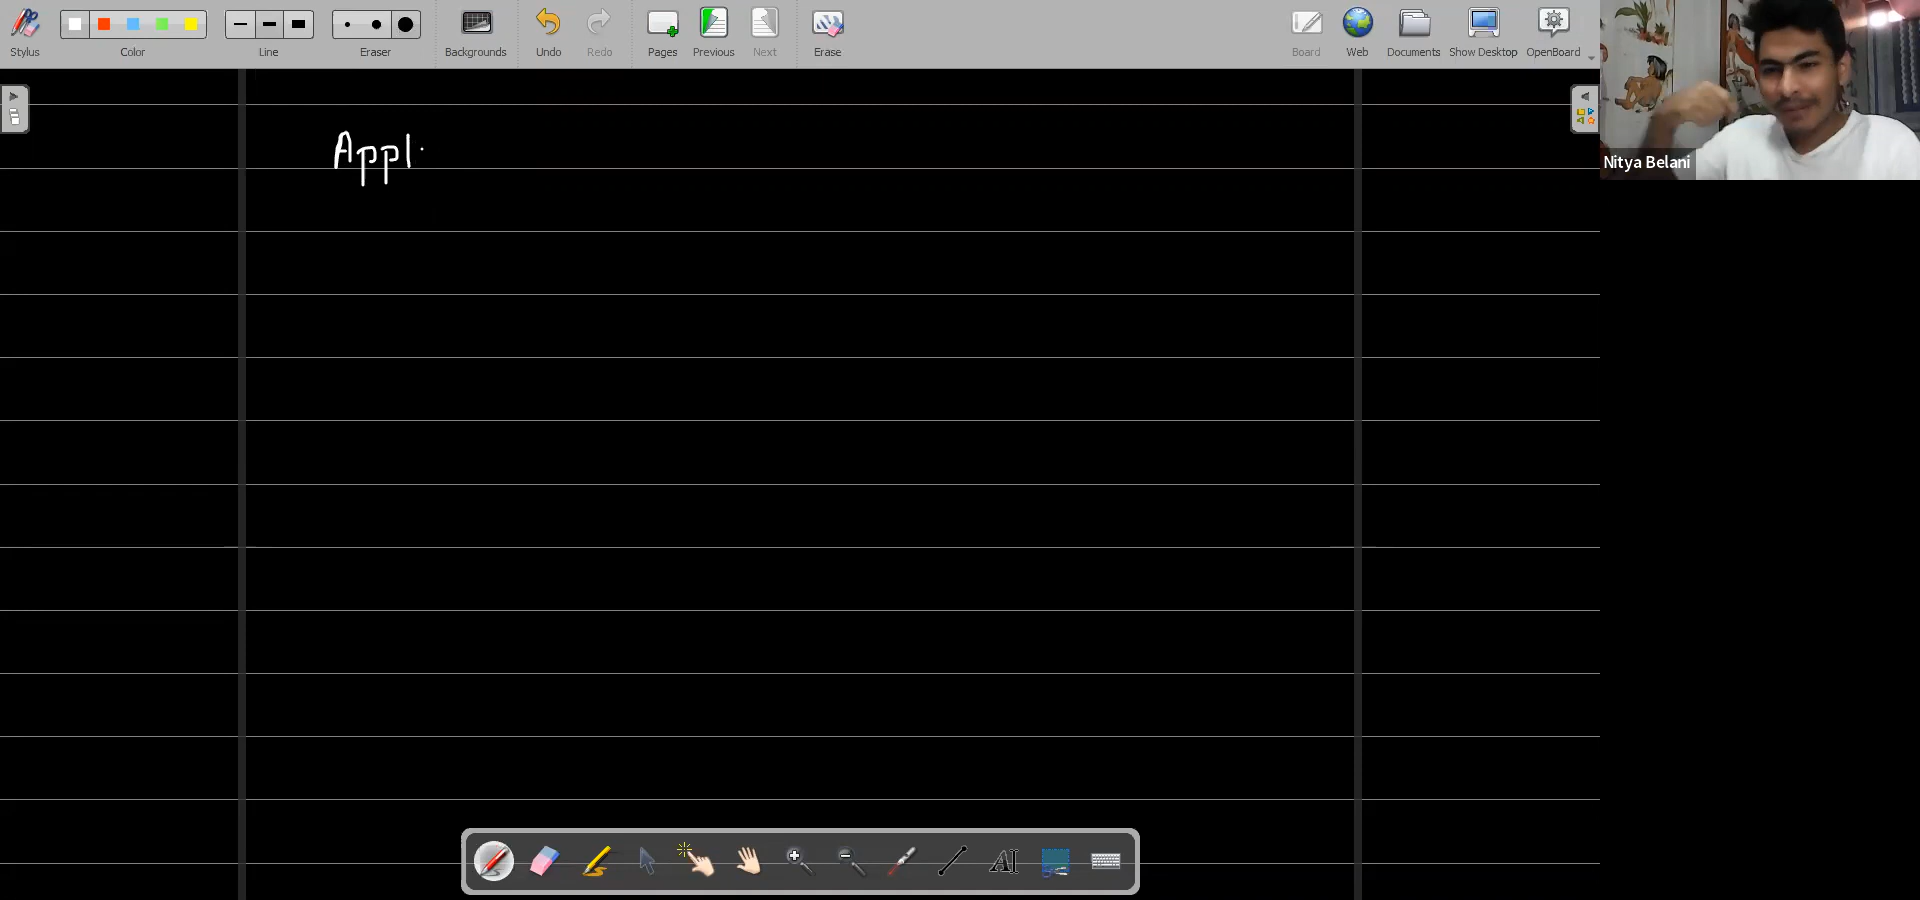 Stylus
Color
Line
Eraser
Backgrounds
Undo
Redo
Pages
Previous
Next
Erase
Board
Web
Documents
Show Desktop
OpenBoard
Appl
Nitya Belani
AI